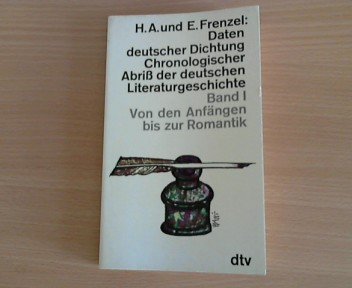 H. A. und E. Frenzel:
Daten
deutscher Dichtung
Chronologischer
Abriß der deutschen
Literaturgeschichte
Band I
Von den Anfängen
bis zur Romantik
dtv